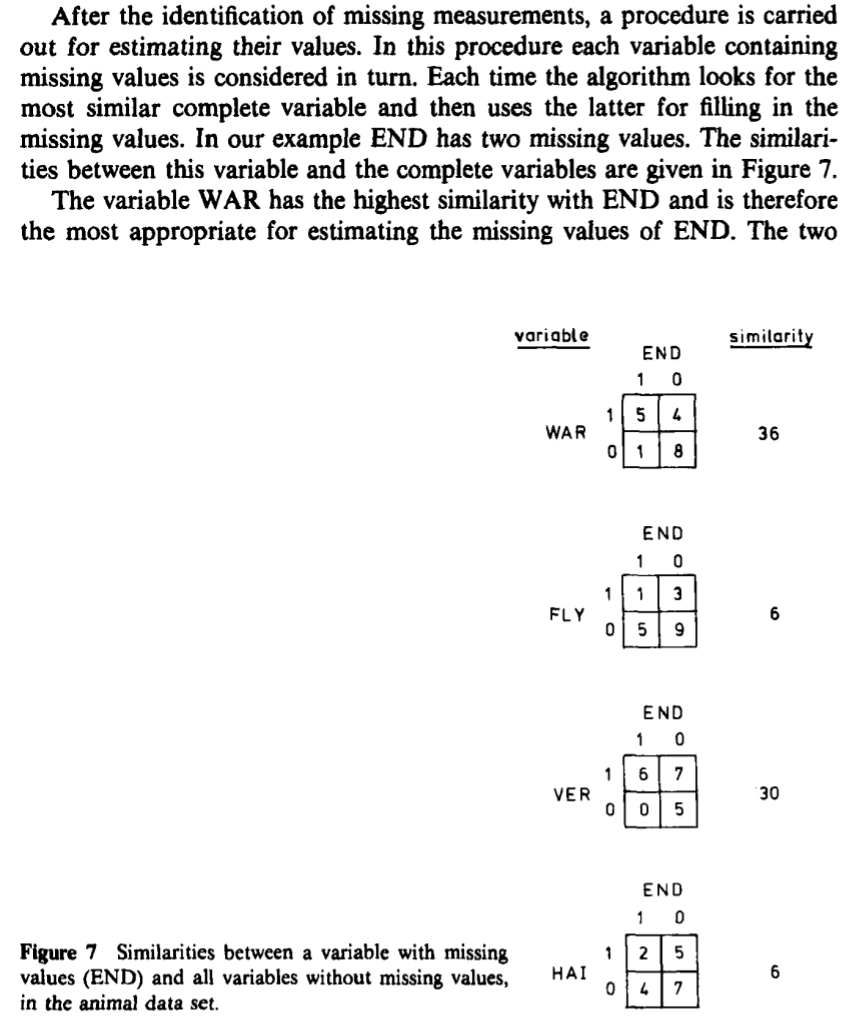 After the identification of missing measurements, a procedure is carried
out for estimating their values. In this procedure each variable containing
missing values is considered in turn. Each time the algorithm looks for the
most similar complete variable and then uses the latter for filling in the
missing values. In our example END has two missing values. The similari-
ties between this variable and the complete variables are given in Figure 7.
The variable WAR has the highest similarity with END and is therefore
the most appropriate for estimating the missing values of END. The two
variable similarity
END
1 0
1 5 4
WAR 36
0 1 8
END
1 0
1 1 3
FLY 6
0 5 9
END
1 0
1 6 7
VER 30
0 0 5
END
1 0
1 2 5
HAI 6
0 4 7
Figure 7 Similarities between a variable with missing
values (END) and all variables without missing values,
in the animal data set.